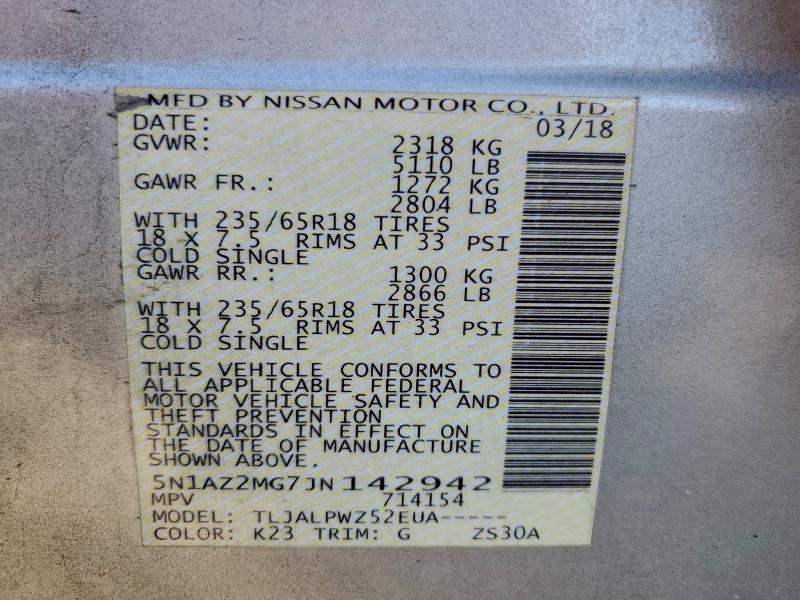 MFD BY NISSAN MOTOR CO., LTD.
DATE: 03/18
GVWR: 2318 KG
5110 LB
GAWR FR.: 1272 KG
2804 LB
WITH 235/65R18 TIRES
18 X 7.5 RIMS AT 33 PSI
COLD SINGLE
GAWR RR.: 1300 KG
2866 LB
WITH 235/65R18 TIRES
18 X 7.5 RIMS AT 33 PSI
COLD SINGLE
THIS VEHICLE CONFORMS TO
ALL APPLICABLE FEDERAL
MOTOR VEHICLE SAFETY AND
THEFT PREVENTION
STANDARDS IN EFFECT ON
THE DATE OF MANUFACTURE
SHOWN ABOVE.
5N1AZ2MG7JN142942
MPV 714154
MODEL: TLJALPWZ52EUA-----
COLOR: K23 TRIM: G ZS30A